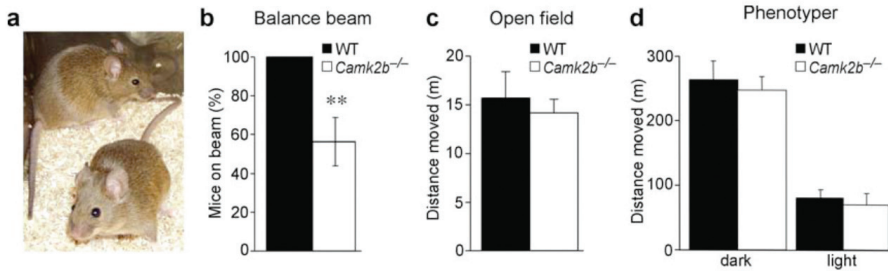 a
b
Balance beam
WT
Camk2b–/–
Mice on beam (%)
100
80
60
40
20
0
**
c
Open field
WT
Camk2b–/–
Distance moved (m)
20
15
10
5
0
d
Phenotyper
WT
Camk2b–/–
Distance moved (m)
300
200
100
0
dark
light